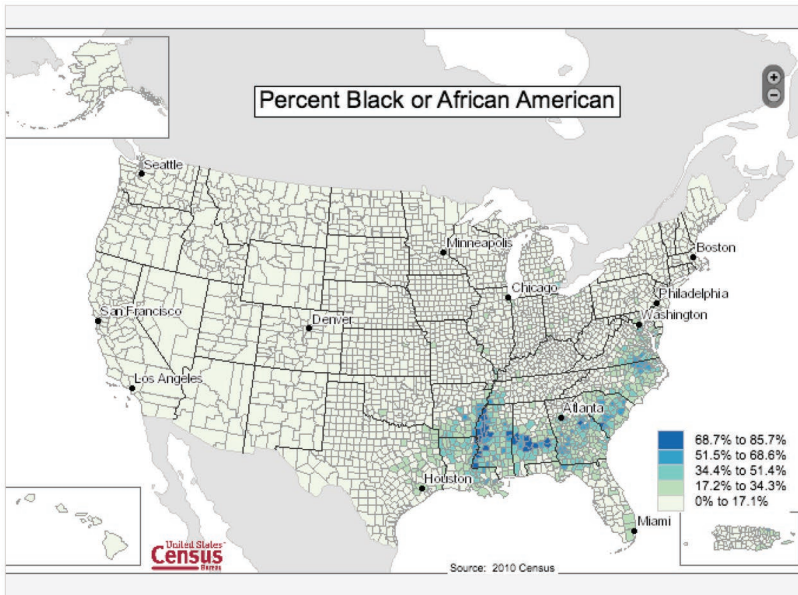 Percent Black or African American
+
−
Seattle
Minneapolis
Boston
Chicago
Philadelphia
San Francisco
Denver
Washington
Los Angeles
Atlanta
68.7% to 85.7%
51.5% to 68.6%
34.4% to 51.4%
17.2% to 34.3%
0% to 17.1%
Houston
Miami
United States
Census
Bureau
Source: 2010 Census